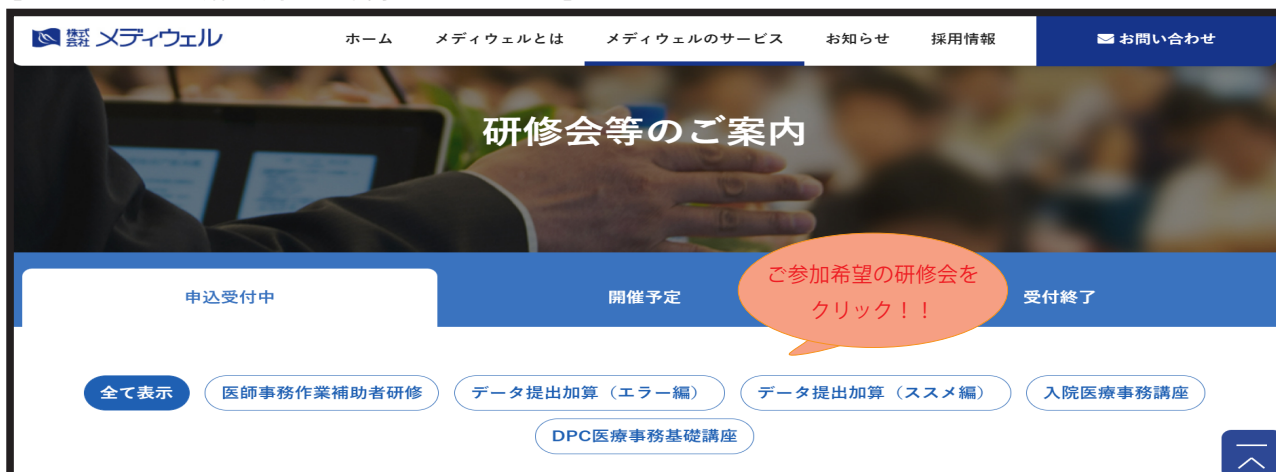 株式会社 メディウェル
ホーム メディウェルとは メディウェルのサービス お知らせ 採用情報 お問い合わせ
研修会等のご案内
ご参加希望の研修会を
クリック！！
申込受付中 開催予定 受付終了
全て表示 医師事務作業補助者研修 データ提出加算（エラー編） データ提出加算（ススメ編） 入院医療事務講座
DPC医療事務基礎講座